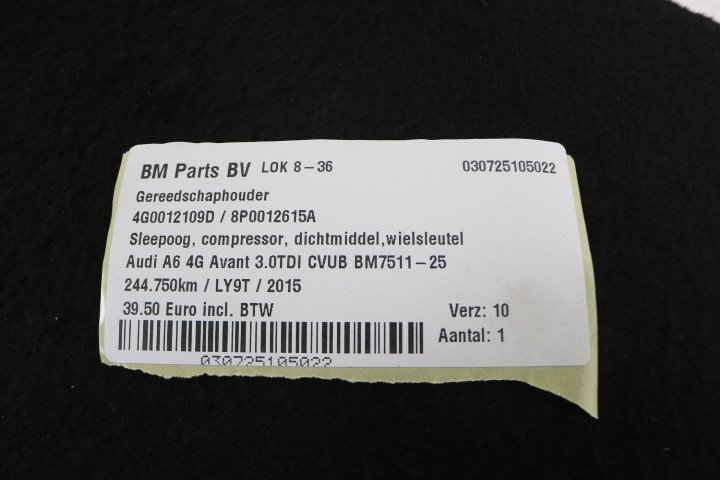 BM Parts BV LOK 8-36 030725105022
Gereedschaphouder
4G0012109D / 8P0012615A
Sleepoog, compressor, dichtmiddel,wielsleutel
Audi A6 4G Avant 3.0TDI CVUB BM7511-25
244.750km / LY9T / 2015
39.50 Euro incl. BTW Verz: 10
Aantal: 1
030725105022